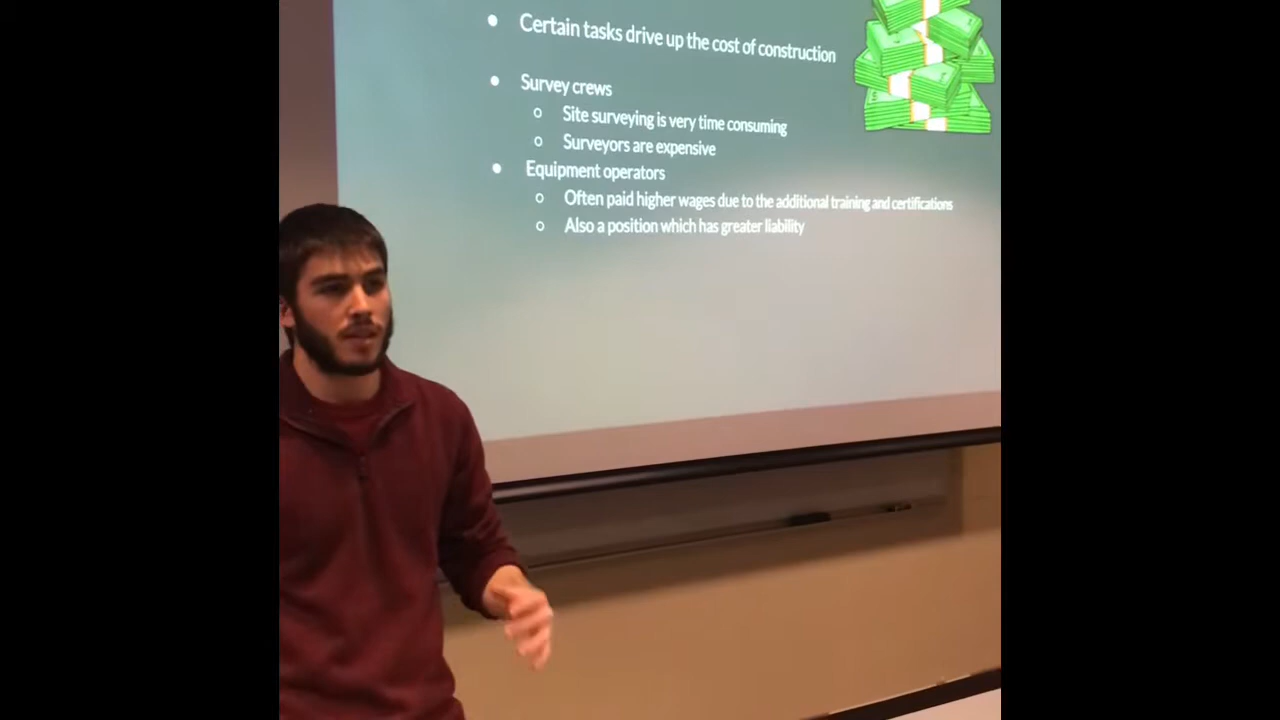 Certain tasks drive up the cost of construction
Survey crews
Site surveying is very time consuming
Surveyors are expensive
Equipment operators
Often paid higher wages due to the additional training and certifications
Also a position which has greater liability